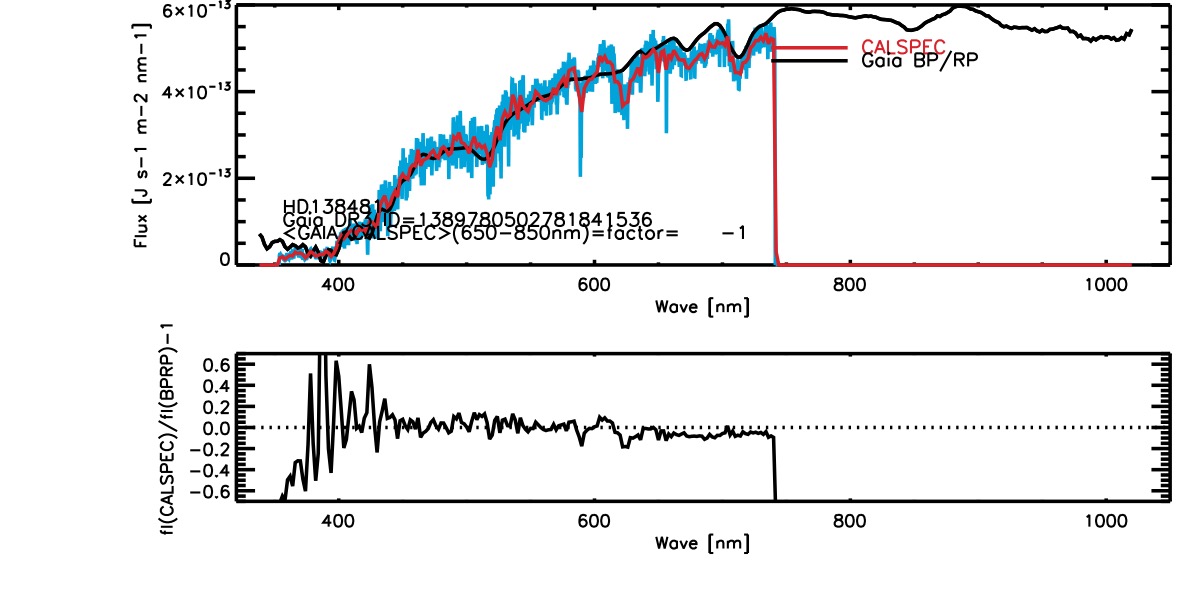 6×10−13
4×10−13
2×10−13
0
Flux [J s−1 m−2 nm−1]
CALSPEC
Gaia BP/RP
HD138481
Gaia DR3 ID=1389780502781841536
<GAIA/CALSPEC>(650−850nm)=factor= −1
400 600 800 1000
Wave [nm]
fl(CALSPEC)/fl(BPRP)−1
0.6
0.4
0.2
0.0
−0.2
−0.4
−0.6
400 600 800 1000
Wave [nm]